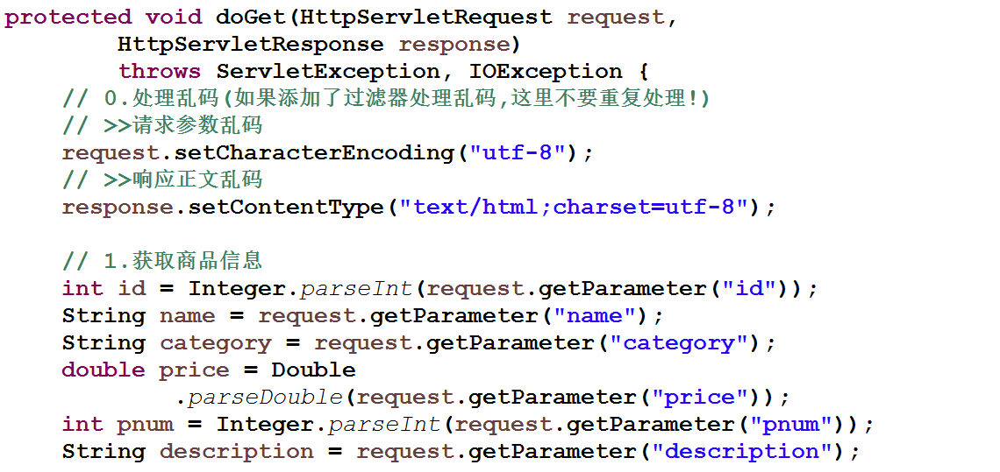 protected void doGet(HttpServletRequest request,
        HttpServletResponse response)
        throws ServletException, IOException {
    // 0.处理乱码(如果添加了过滤器处理乱码,这里不要重复处理!)
    // >>请求参数乱码
    request.setCharacterEncoding("utf-8");
    // >>响应正文乱码
    response.setContentType("text/html;charset=utf-8");

    // 1.获取商品信息
    int id = Integer.parseInt(request.getParameter("id"));
    String name = request.getParameter("name");
    String category = request.getParameter("category");
    double price = Double
            .parseDouble(request.getParameter("price"));
    int pnum = Integer.parseInt(request.getParameter("pnum"));
    String description = request.getParameter("description");